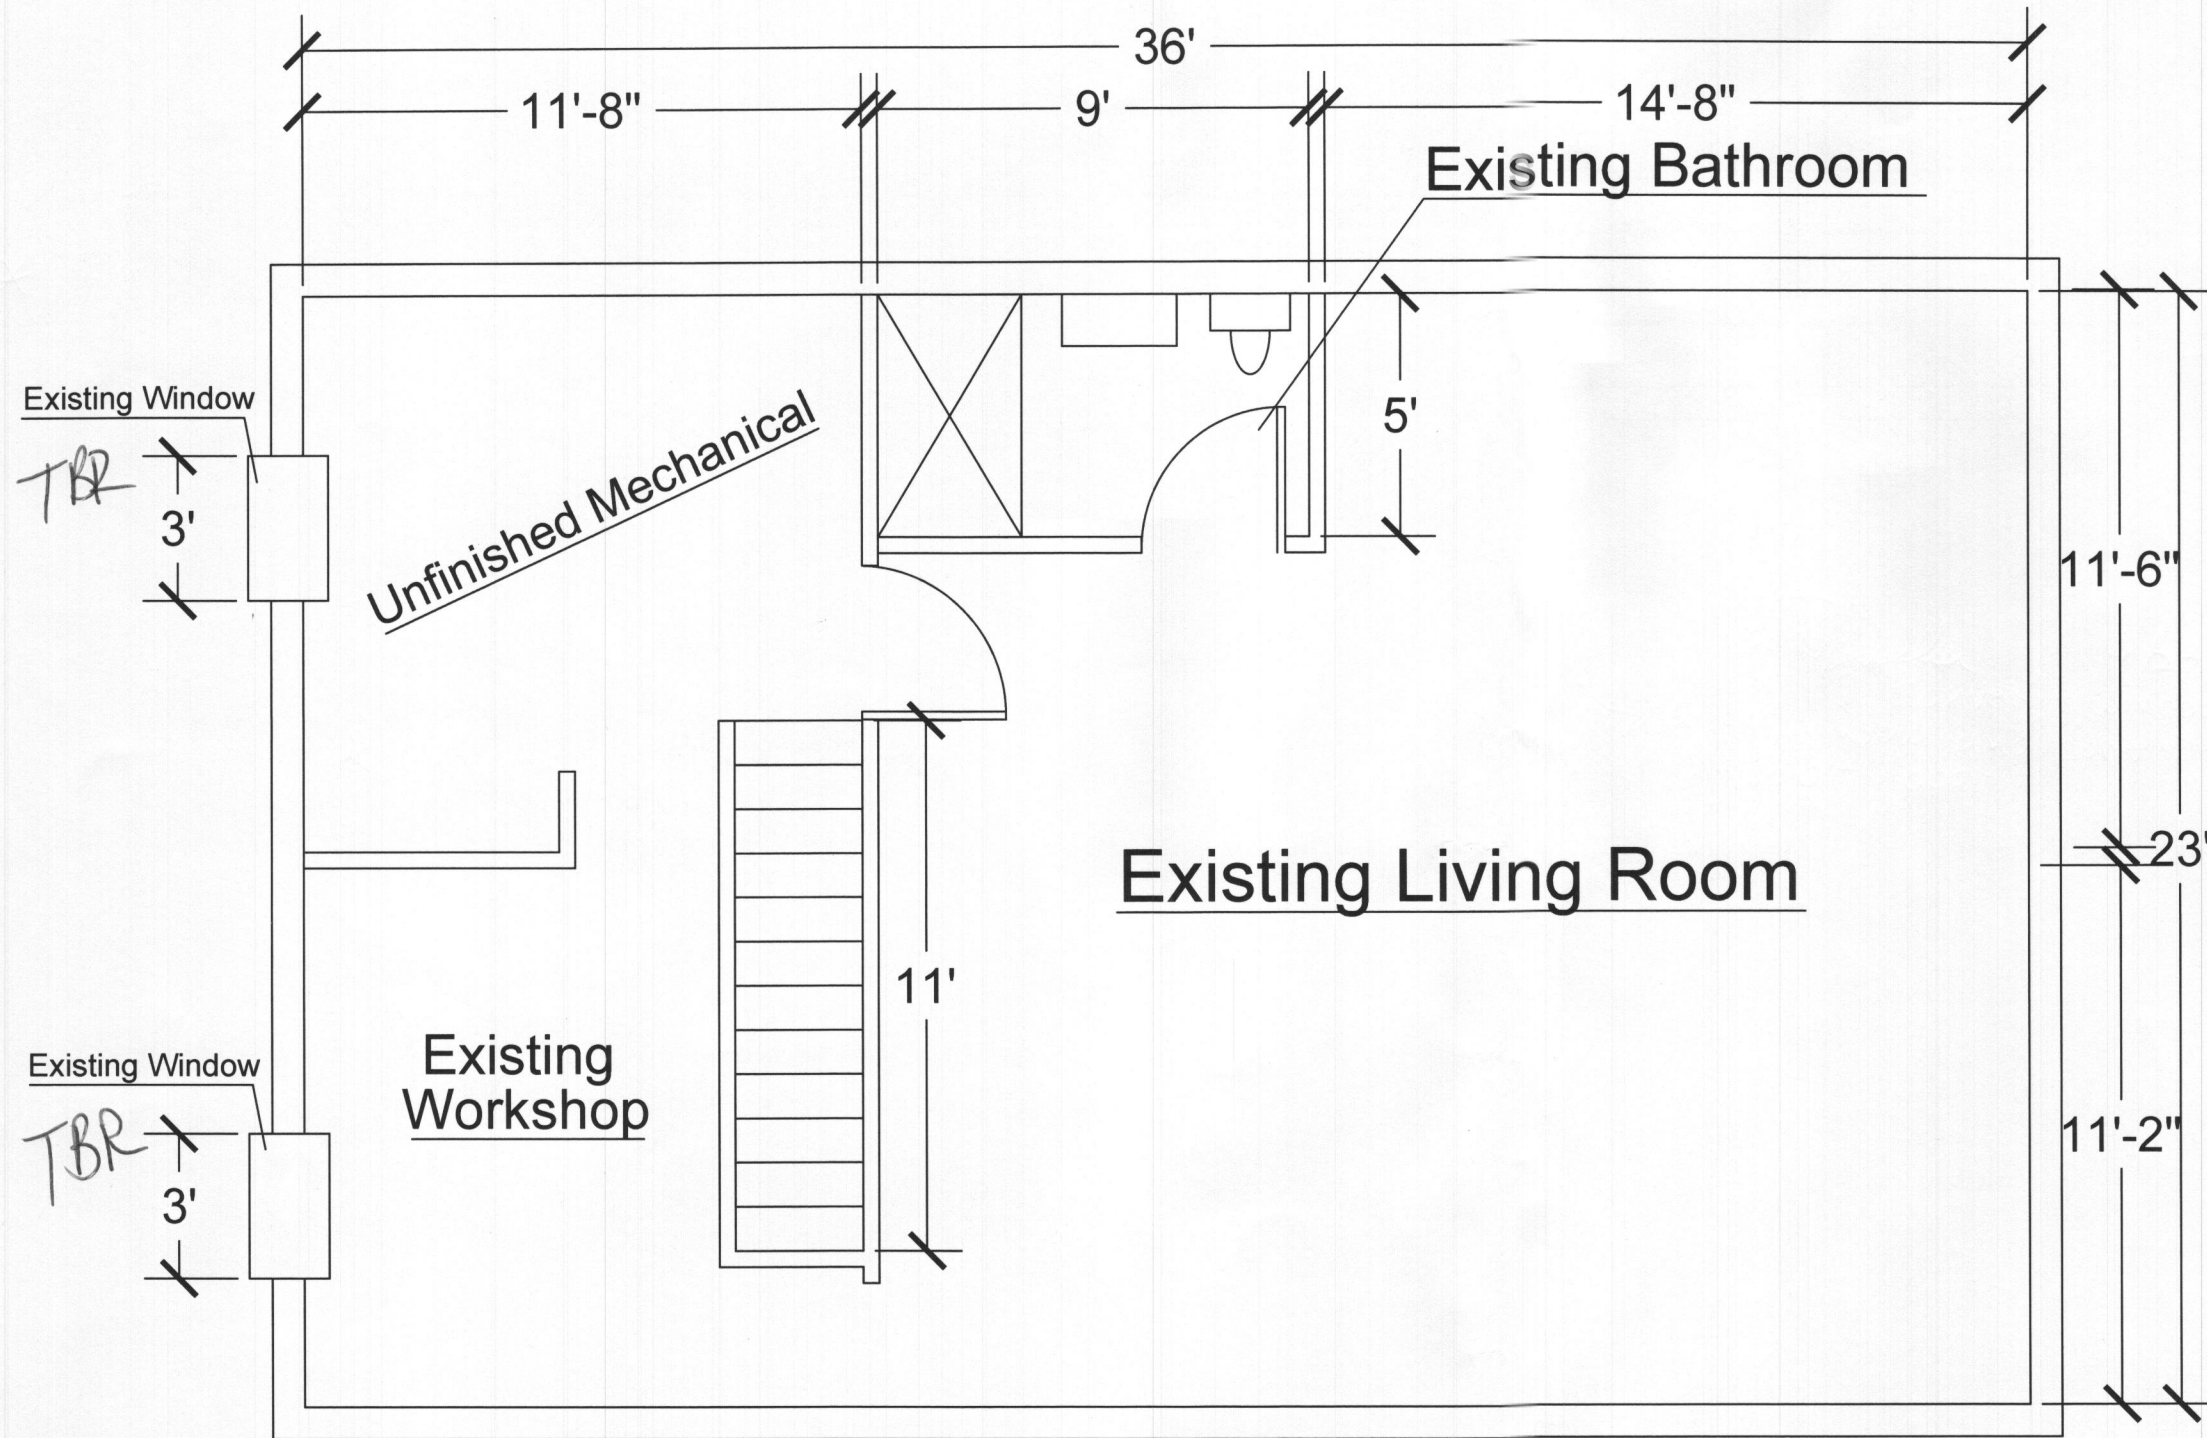 36'
11'-8"
9'
14'-8"
Existing Bathroom
Existing Window
TBR
3'
Unfinished Mechanical
5'
11'-6"
23'
Existing Living Room
11'
Existing
Workshop
Existing Window
TBR
3'
11'-2"